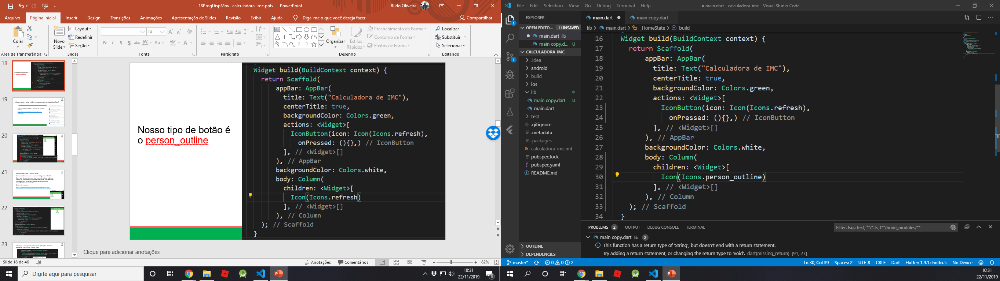 18ProgDispMov -calculadora-imc.pptx - PowerPoint
Rildo Oliveira
Arquivo Página Inicial Inserir Design Transições Animações Apresentação de Slides Revisão Exibir Ajuda Diga-me o que você deseja fazer Compartilhar
Colar
Área de Transferência
Novo
Slide
Layout
Redefinir
Seção
Slides
24
N I S S abc AV Aa A
Fonte
Parágrafo
Organizar
Estilos
Rápidos
Preenchimento da Forma
Contorno da Forma
Efeitos de Forma
Desenho
Localizar
Substituir
Selecionar
Editando
18
19
20
21
22
23
Nosso tipo de botão é
o person_outline
Widget build(BuildContext context) {
return Scaffold(
appBar: AppBar(
title: Text("Calculadora de IMC"),
centerTitle: true,
backgroundColor: Colors.green,
actions: <Widget>[
IconButton(icon: Icon(Icons.refresh),
onPressed: (){},) // IconButton
], // <Widget>[]
), // AppBar
backgroundColor: Colors.white,
body: Column(
children: <Widget>[
Icon(Icons.refresh)
], // <Widget>[]
), // Column
); // Scaffold
}
Clique para adicionar anotações
Slide 18 de 46
Anotações
Comentários
82%
Digite aqui para pesquisar
10:31
22/11/2019
11
File Edit Selection View Go Debug Terminal Help
● main.dart - calculadora_imc - Visual Studio Code
EXPLORER
OPEN EDITO... 1 UNSAVED
main.dart lib
main copy.d... U
CALCULADORA_IMC
.idea
android
build
ios
lib
main copy.dart U
main.dart
test
.gitignore
.metadata
.packages
calculadora_imc.iml
pubspec.lock
pubspec.yaml
README.md
OUTLINE
DEPENDENCIES
1
1
main.dart
main copy.dart
lib > main.dart > _HomeState > build
16 Widget build(BuildContext context) {
17 return Scaffold(
18 appBar: AppBar(
19 title: Text("Calculadora de IMC"),
20 centerTitle: true,
21 backgroundColor: Colors.green,
22 actions: <Widget>[
23 IconButton(icon: Icon(Icons.refresh),
24 onPressed: (){},) // IconButton
25 ], // <Widget>[]
26 ), // AppBar
27 backgroundColor: Colors.white,
28 body: Column(
29 children: <Widget>[
30 Icon(Icons.person_outline)
31 ], // <Widget>[]
32 ), // Column
33 ); // Scaffold
34 }
PROBLEMS 2 OUTPUT DEBUG CONSOLE TERMINAL
Filter. E.g.: text, **/*.ts, !**/node_modules/**
main copy.dart lib 2
This function has a return type of 'String', but doesn't end with a return statement.
Try adding a return statement, or changing the return type to 'void'. dart(missing_return) [91, 27]
master* 0 0 2
Ln 30, Col 39 Spaces: 2 UTF-8 CRLF Dart Flutter: 1.9.1+hotfix.5 No Device
10:31
22/11/2019